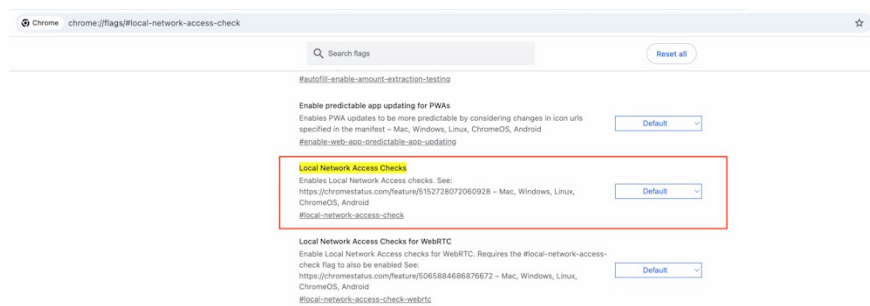 Chrome chrome://flags/#local-network-access-check
Search flags
Reset all
#autofill-enable-amount-extraction-testing
Enable predictable app updating for PWAs
Enables PWA updates to be more predictable by considering changes in icon urls
specified in the manifest – Mac, Windows, Linux, ChromeOS, Android
#enable-web-app-predictable-app-updating
Default
Local Network Access Checks
Enables Local Network Access checks. See:
https://chromestatus.com/feature/5152728072060928 – Mac, Windows, Linux,
ChromeOS, Android
#local-network-access-check
Default
Local Network Access Checks for WebRTC
Enable Local Network Access checks for WebRTC. Requires the #local-network-access-
check flag to also be enabled See:
https://chromestatus.com/feature/5065884686876672 – Mac, Windows, Linux,
ChromeOS, Android
#local-network-access-check-webrtc
Default